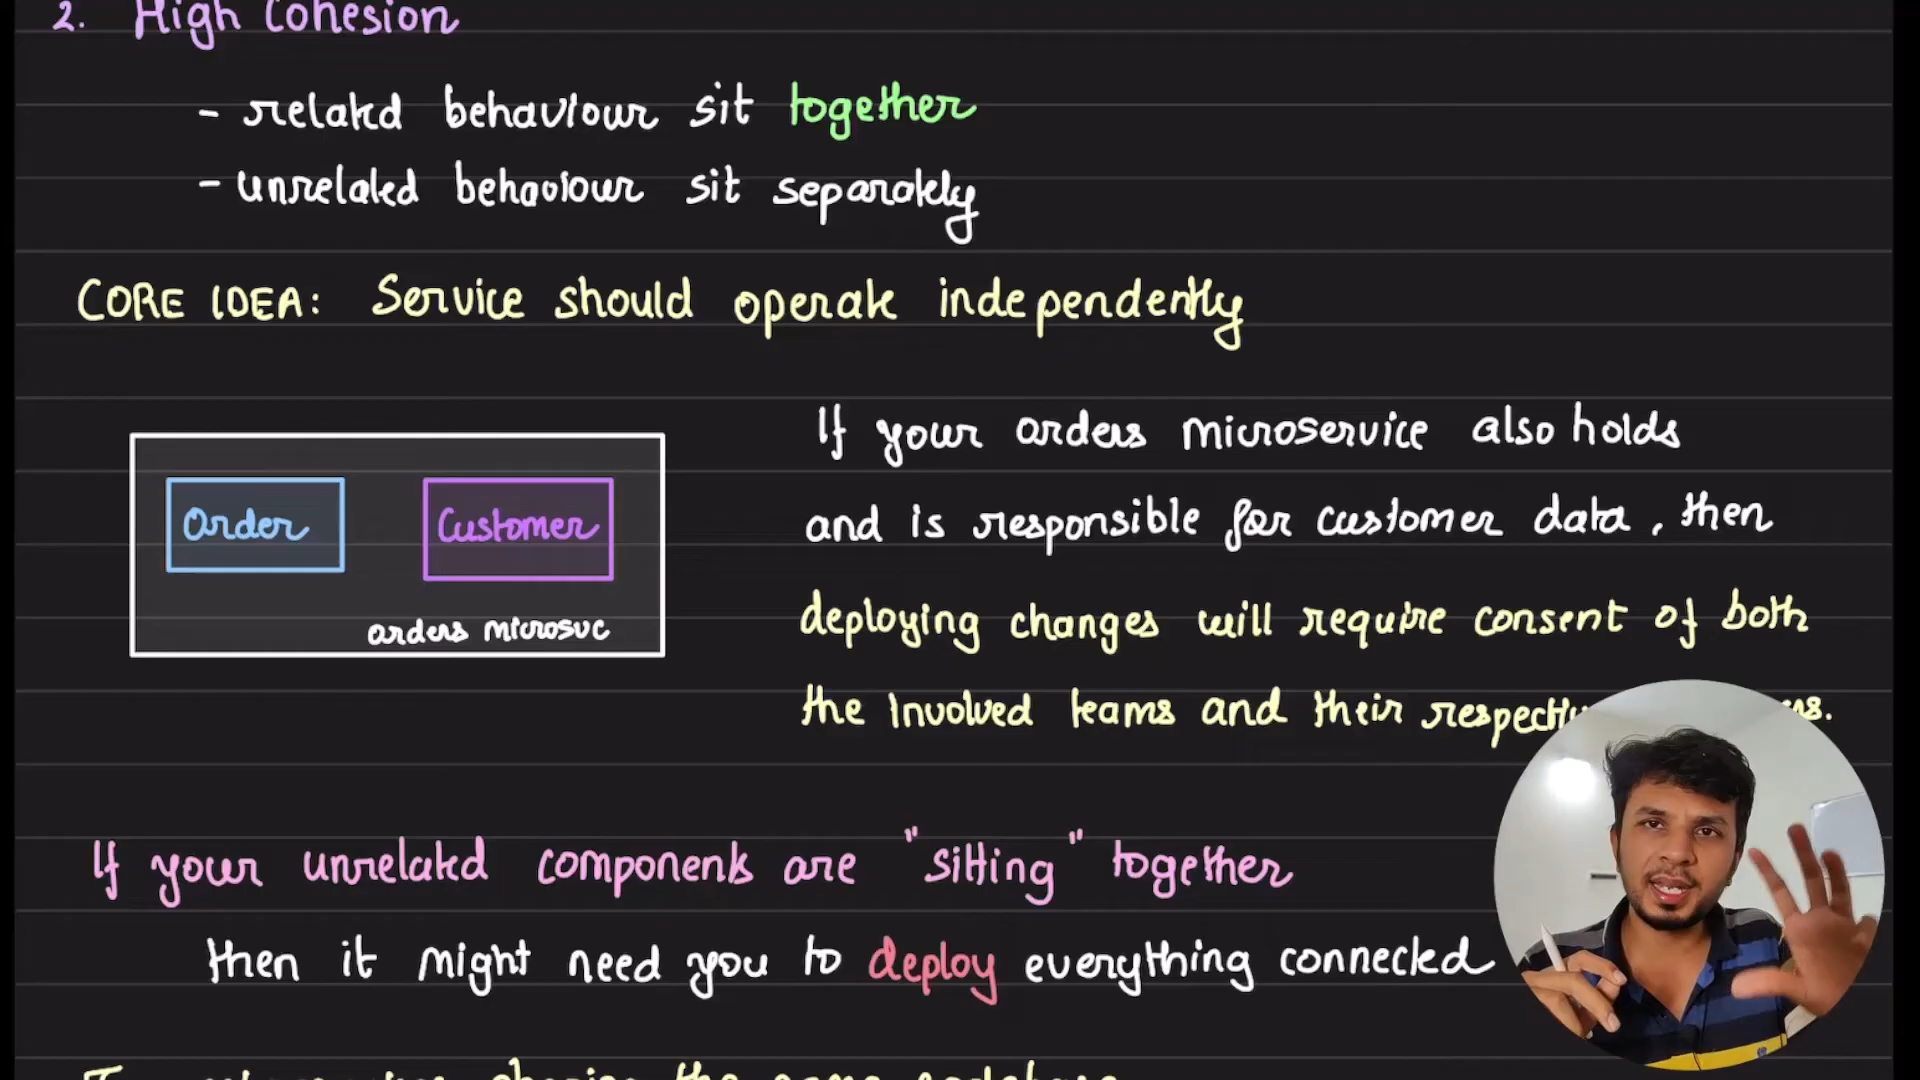 2. High Cohesion
- related behaviour sit together
- unrelated behaviour sit separately
CORE IDEA: Service should operate independently
Order
Customer
orders microsvc
If your orders microservice also holds
and is responsible for customer data, then
deploying changes will require consent of both
the involved teams and their
If your unrelated components are "sitting" together
then it might need you to deploy everything connected
sharing the same